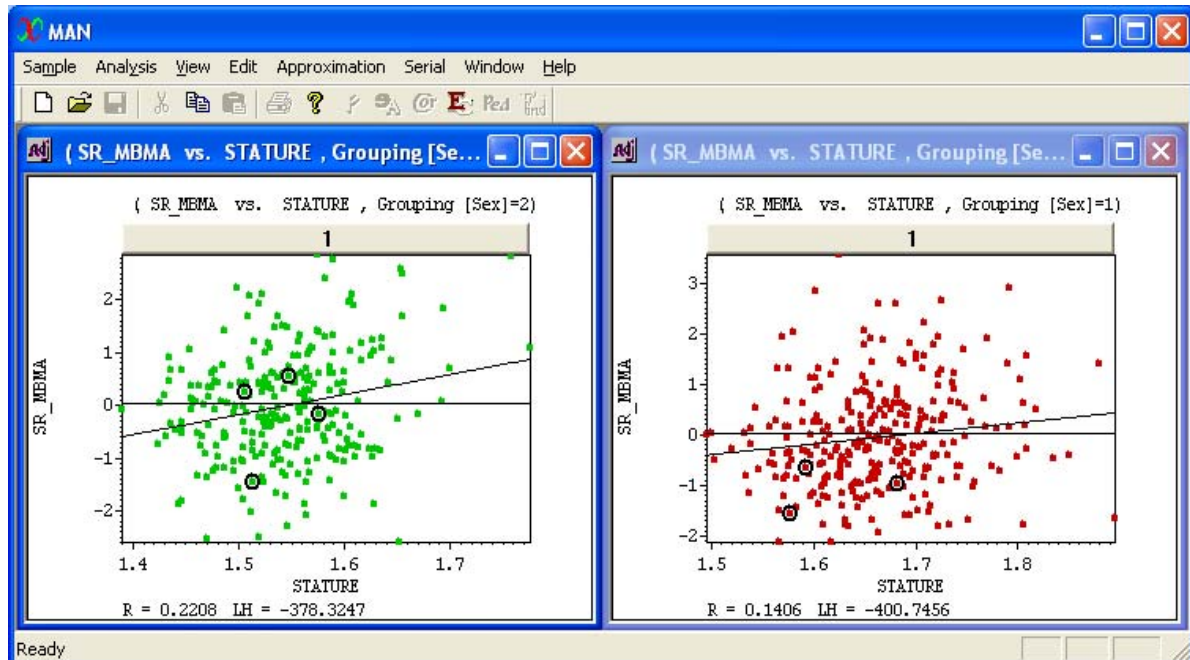 MAN
Sample Analysis View Edit Approximation Serial Window Help
E Ped
Adj ( SR_MBMA vs. STATURE , Grouping [Se...
( SR_MBMA vs. STATURE , Grouping [Sex]=2)
1
2
1
0
-1
-2
SR_MBMA
1.4 1.5 1.6 1.7
STATURE
R = 0.2208 LH = -378.3247
Adj ( SR_MBMA vs. STATURE , Grouping [Se...
( SR_MBMA vs. STATURE , Grouping [Sex]=1)
1
3
2
1
0
-1
-2
SR_MBMA
1.5 1.6 1.7 1.8
STATURE
R = 0.1406 LH = -400.7456
Ready